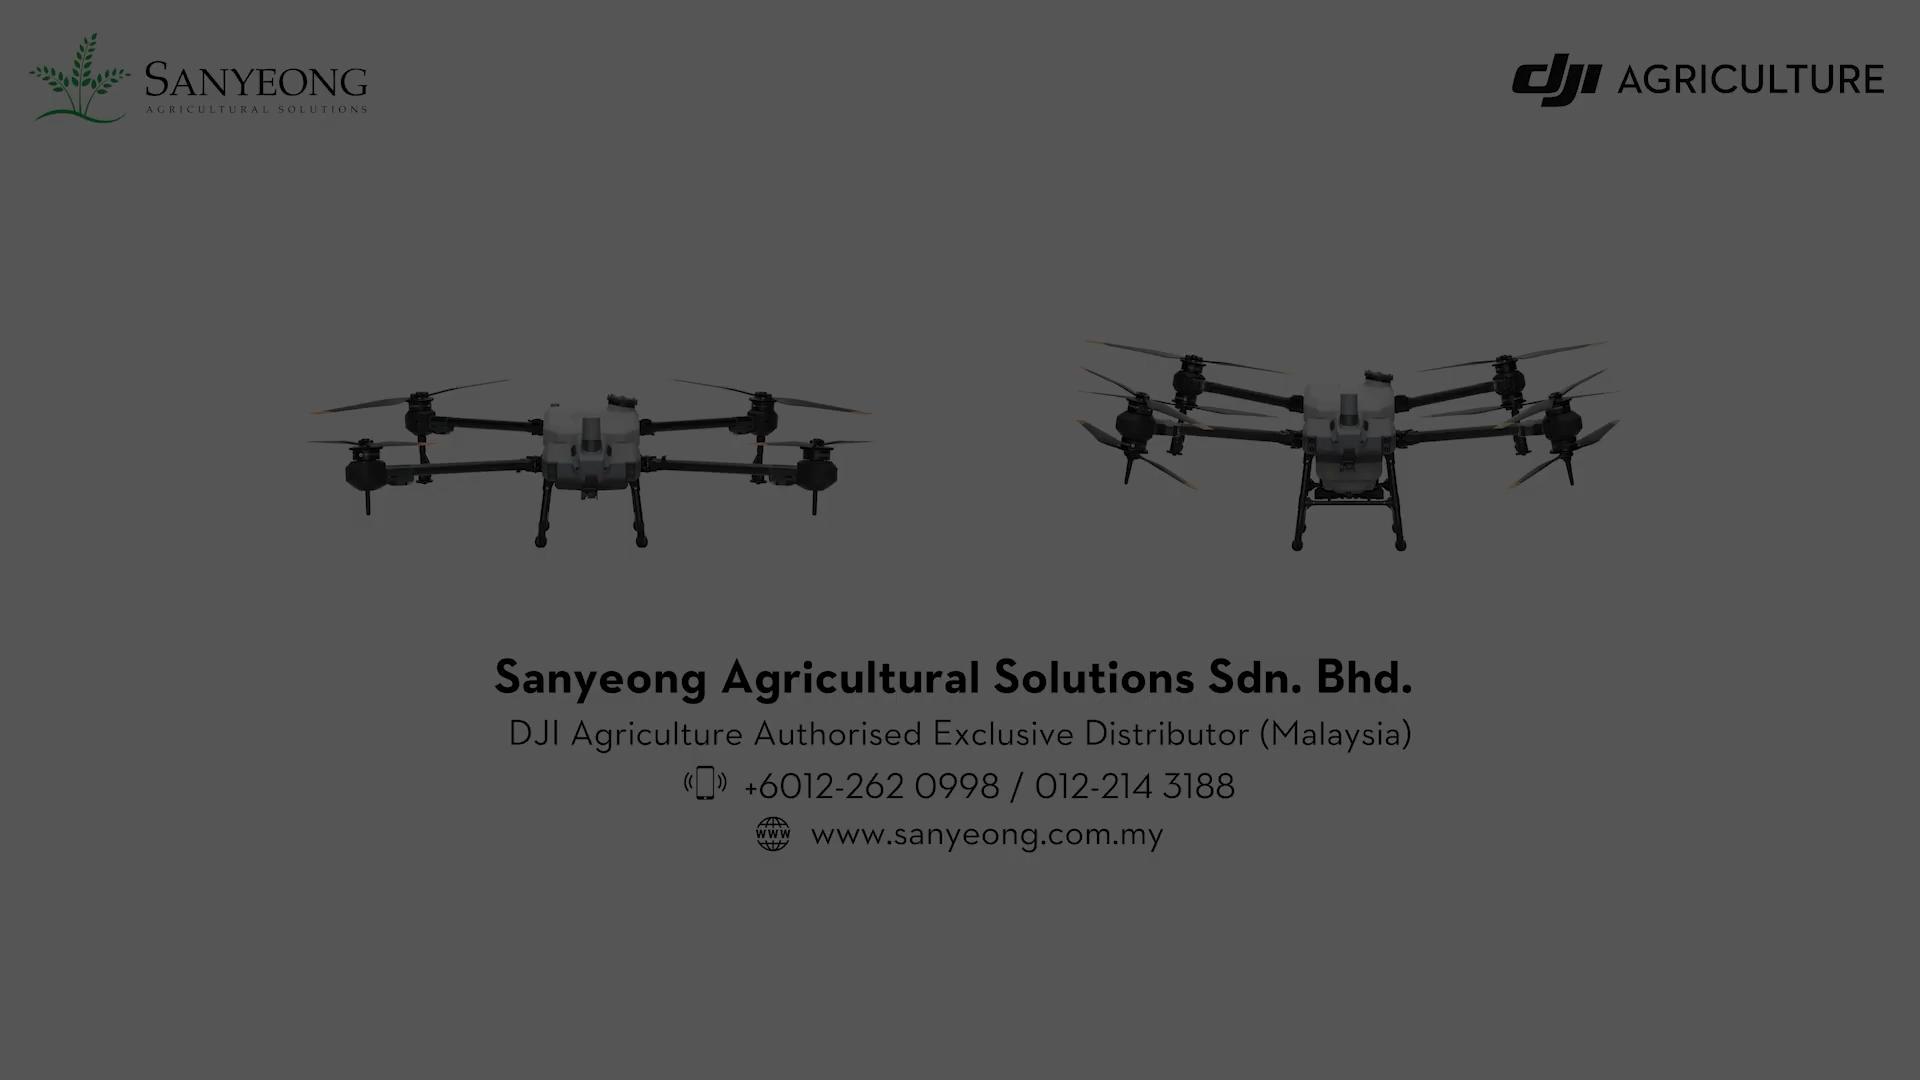 SANYEONG
AGRICULTURAL SOLUTIONS
dji AGRICULTURE
Sanyeong Agricultural Solutions Sdn. Bhd.
DJI Agriculture Authorised Exclusive Distributor (Malaysia)
+6012-262 0998 / 012-214 3188
WWW www.sanyeong.com.my